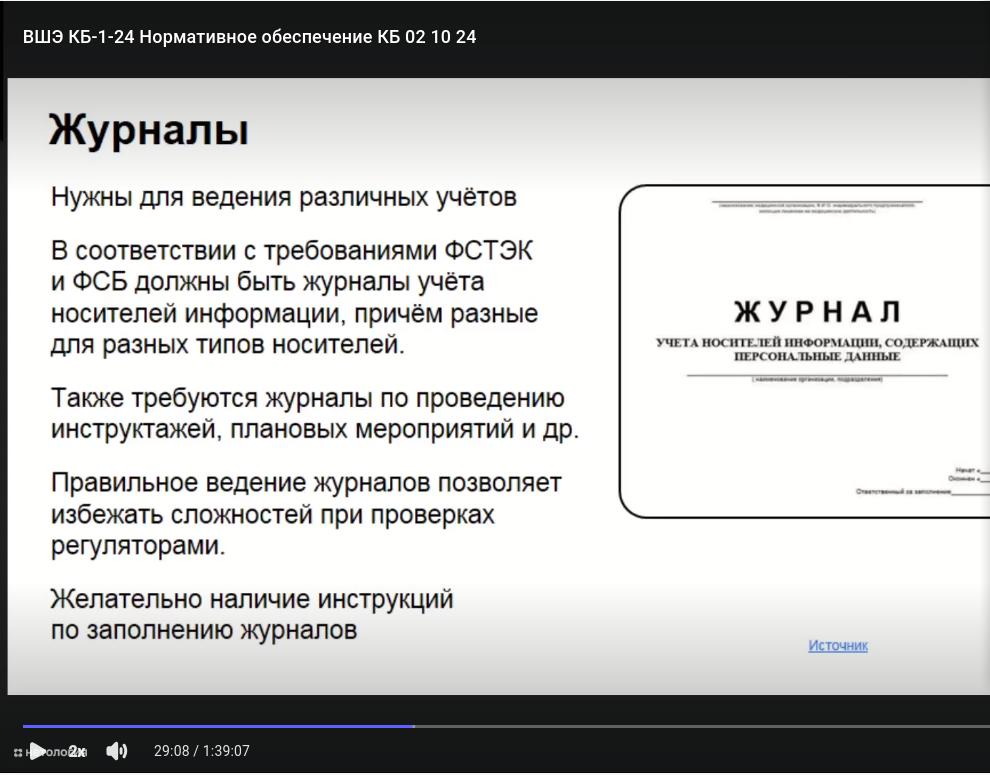 ВШЭ КБ-1-24 Нормативное обеспечение КБ 02 10 24
Журналы
Нужны для ведения различных учётов
В соответствии с требованиями ФСТЭК
и ФСБ должны быть журналы учёта
носителей информации, причём разные
для разных типов носителей.
Также требуются журналы по проведению
инструктажей, плановых мероприятий и др.
Правильное ведение журналов позволяет
избежать сложностей при проверках
регуляторами.
Желательно наличие инструкций
по заполнению журналов
ЖУРНАЛ
УЧЕТА НОСИТЕЛЕЙ ИНФОРМАЦИИ, СОДЕРЖАЩИХ
ПЕРСОНАЛЬНЫЕ ДАННЫЕ
( наименование организации, подразделения)
Начат «
Окончен «
Ответственный за заполнение
Источник
2x
29:08 / 1:39:07